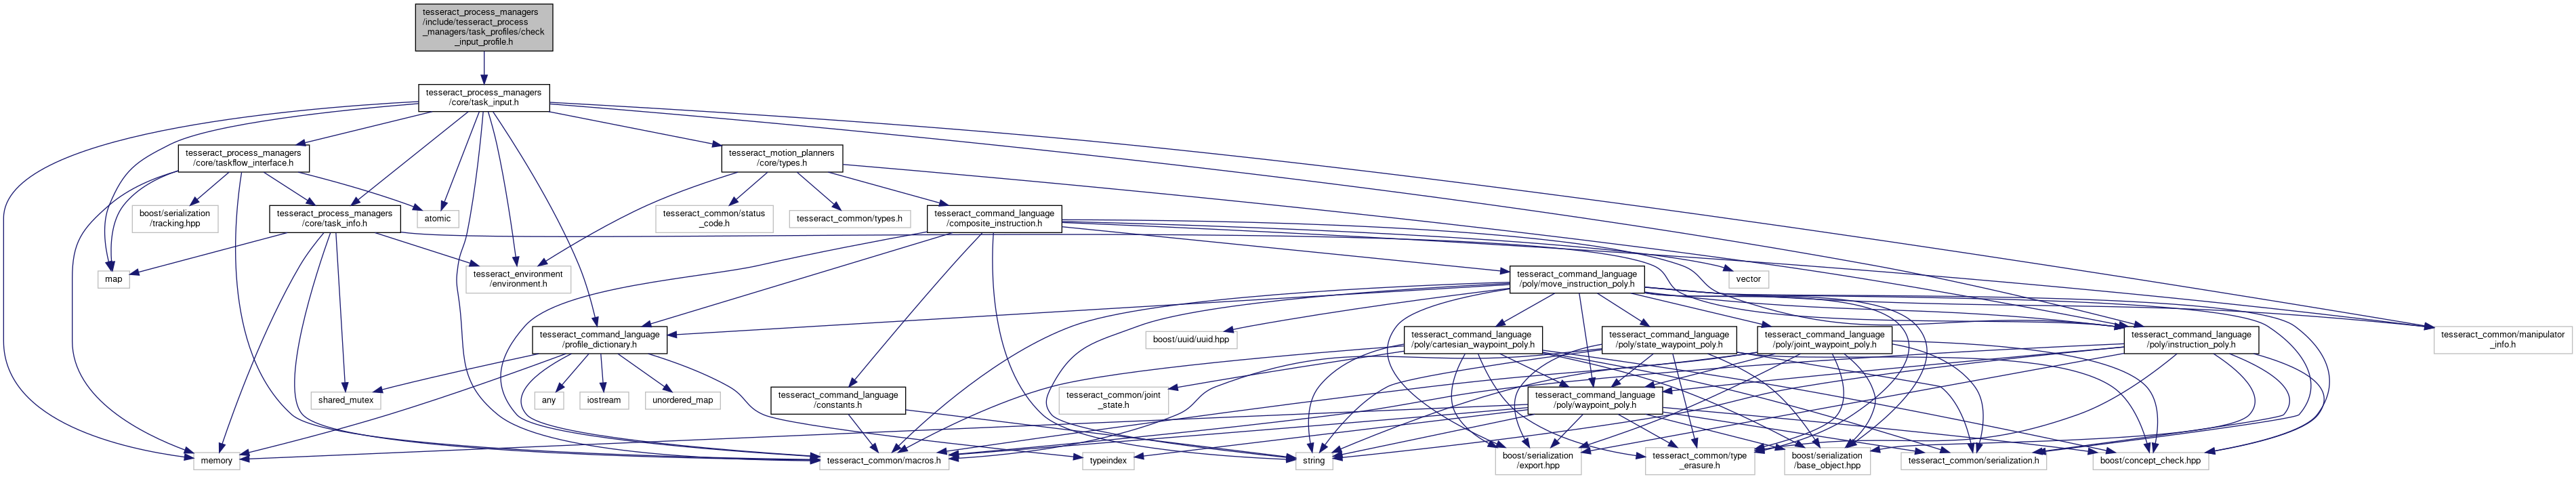 tesseract_process_managers
/include/tesseract_process
_managers/task_profiles/check
_input_profile.h
tesseract_process_managers
/core/task_input.h
tesseract_process_managers
/core/taskflow_interface.h
tesseract_motion_planners
/core/types.h
boost/serialization
/tracking.hpp
tesseract_process_managers
/core/task_info.h
atomic
tesseract_common/status
_code.h
tesseract_common/types.h
tesseract_command_language
/composite_instruction.h
map
tesseract_environment
/environment.h
tesseract_command_language
/poly/move_instruction_poly.h
vector
tesseract_command_language
/profile_dictionary.h
boost/uuid/uuid.hpp
tesseract_command_language
/poly/cartesian_waypoint_poly.h
tesseract_command_language
/poly/state_waypoint_poly.h
tesseract_command_language
/poly/joint_waypoint_poly.h
tesseract_command_language
/poly/instruction_poly.h
tesseract_common/manipulator
_info.h
shared_mutex
any
iostream
unordered_map
tesseract_command_language
/constants.h
tesseract_common/joint
_state.h
tesseract_command_language
/poly/waypoint_poly.h
memory
tesseract_common/macros.h
typeindex
string
boost/serialization
/export.hpp
tesseract_common/type
_erasure.h
boost/serialization
/base_object.hpp
tesseract_common/serialization.h
boost/concept_check.hpp